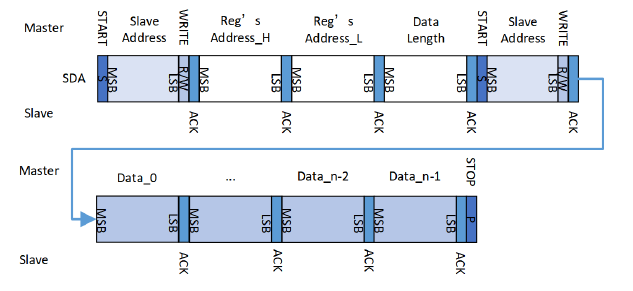 Master
START
Slave
Address
WRITE
Reg's
Address_H
Reg's
Address_L
Data
Length
START
Slave
Address
WRITE
SDA
S
MSB
LSB
R/W
MSB
LSB
MSB
LSB
MSB
LSB
S
MSB
LSB
R/W
Slave
ACK
ACK
ACK
ACK
ACK
Master
Data_0
...
Data_n-2
Data_n-1
STOP
MSB
LSB
MSB
LSB
MSB
LSB
MSB
LSB
P
Slave
ACK
ACK
ACK
ACK